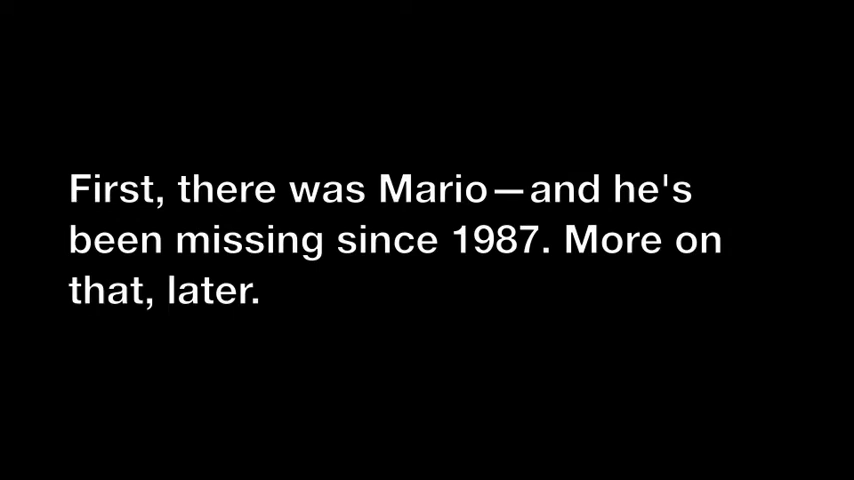 First, there was Mario—and he's
been missing since 1987. More on
that, later.